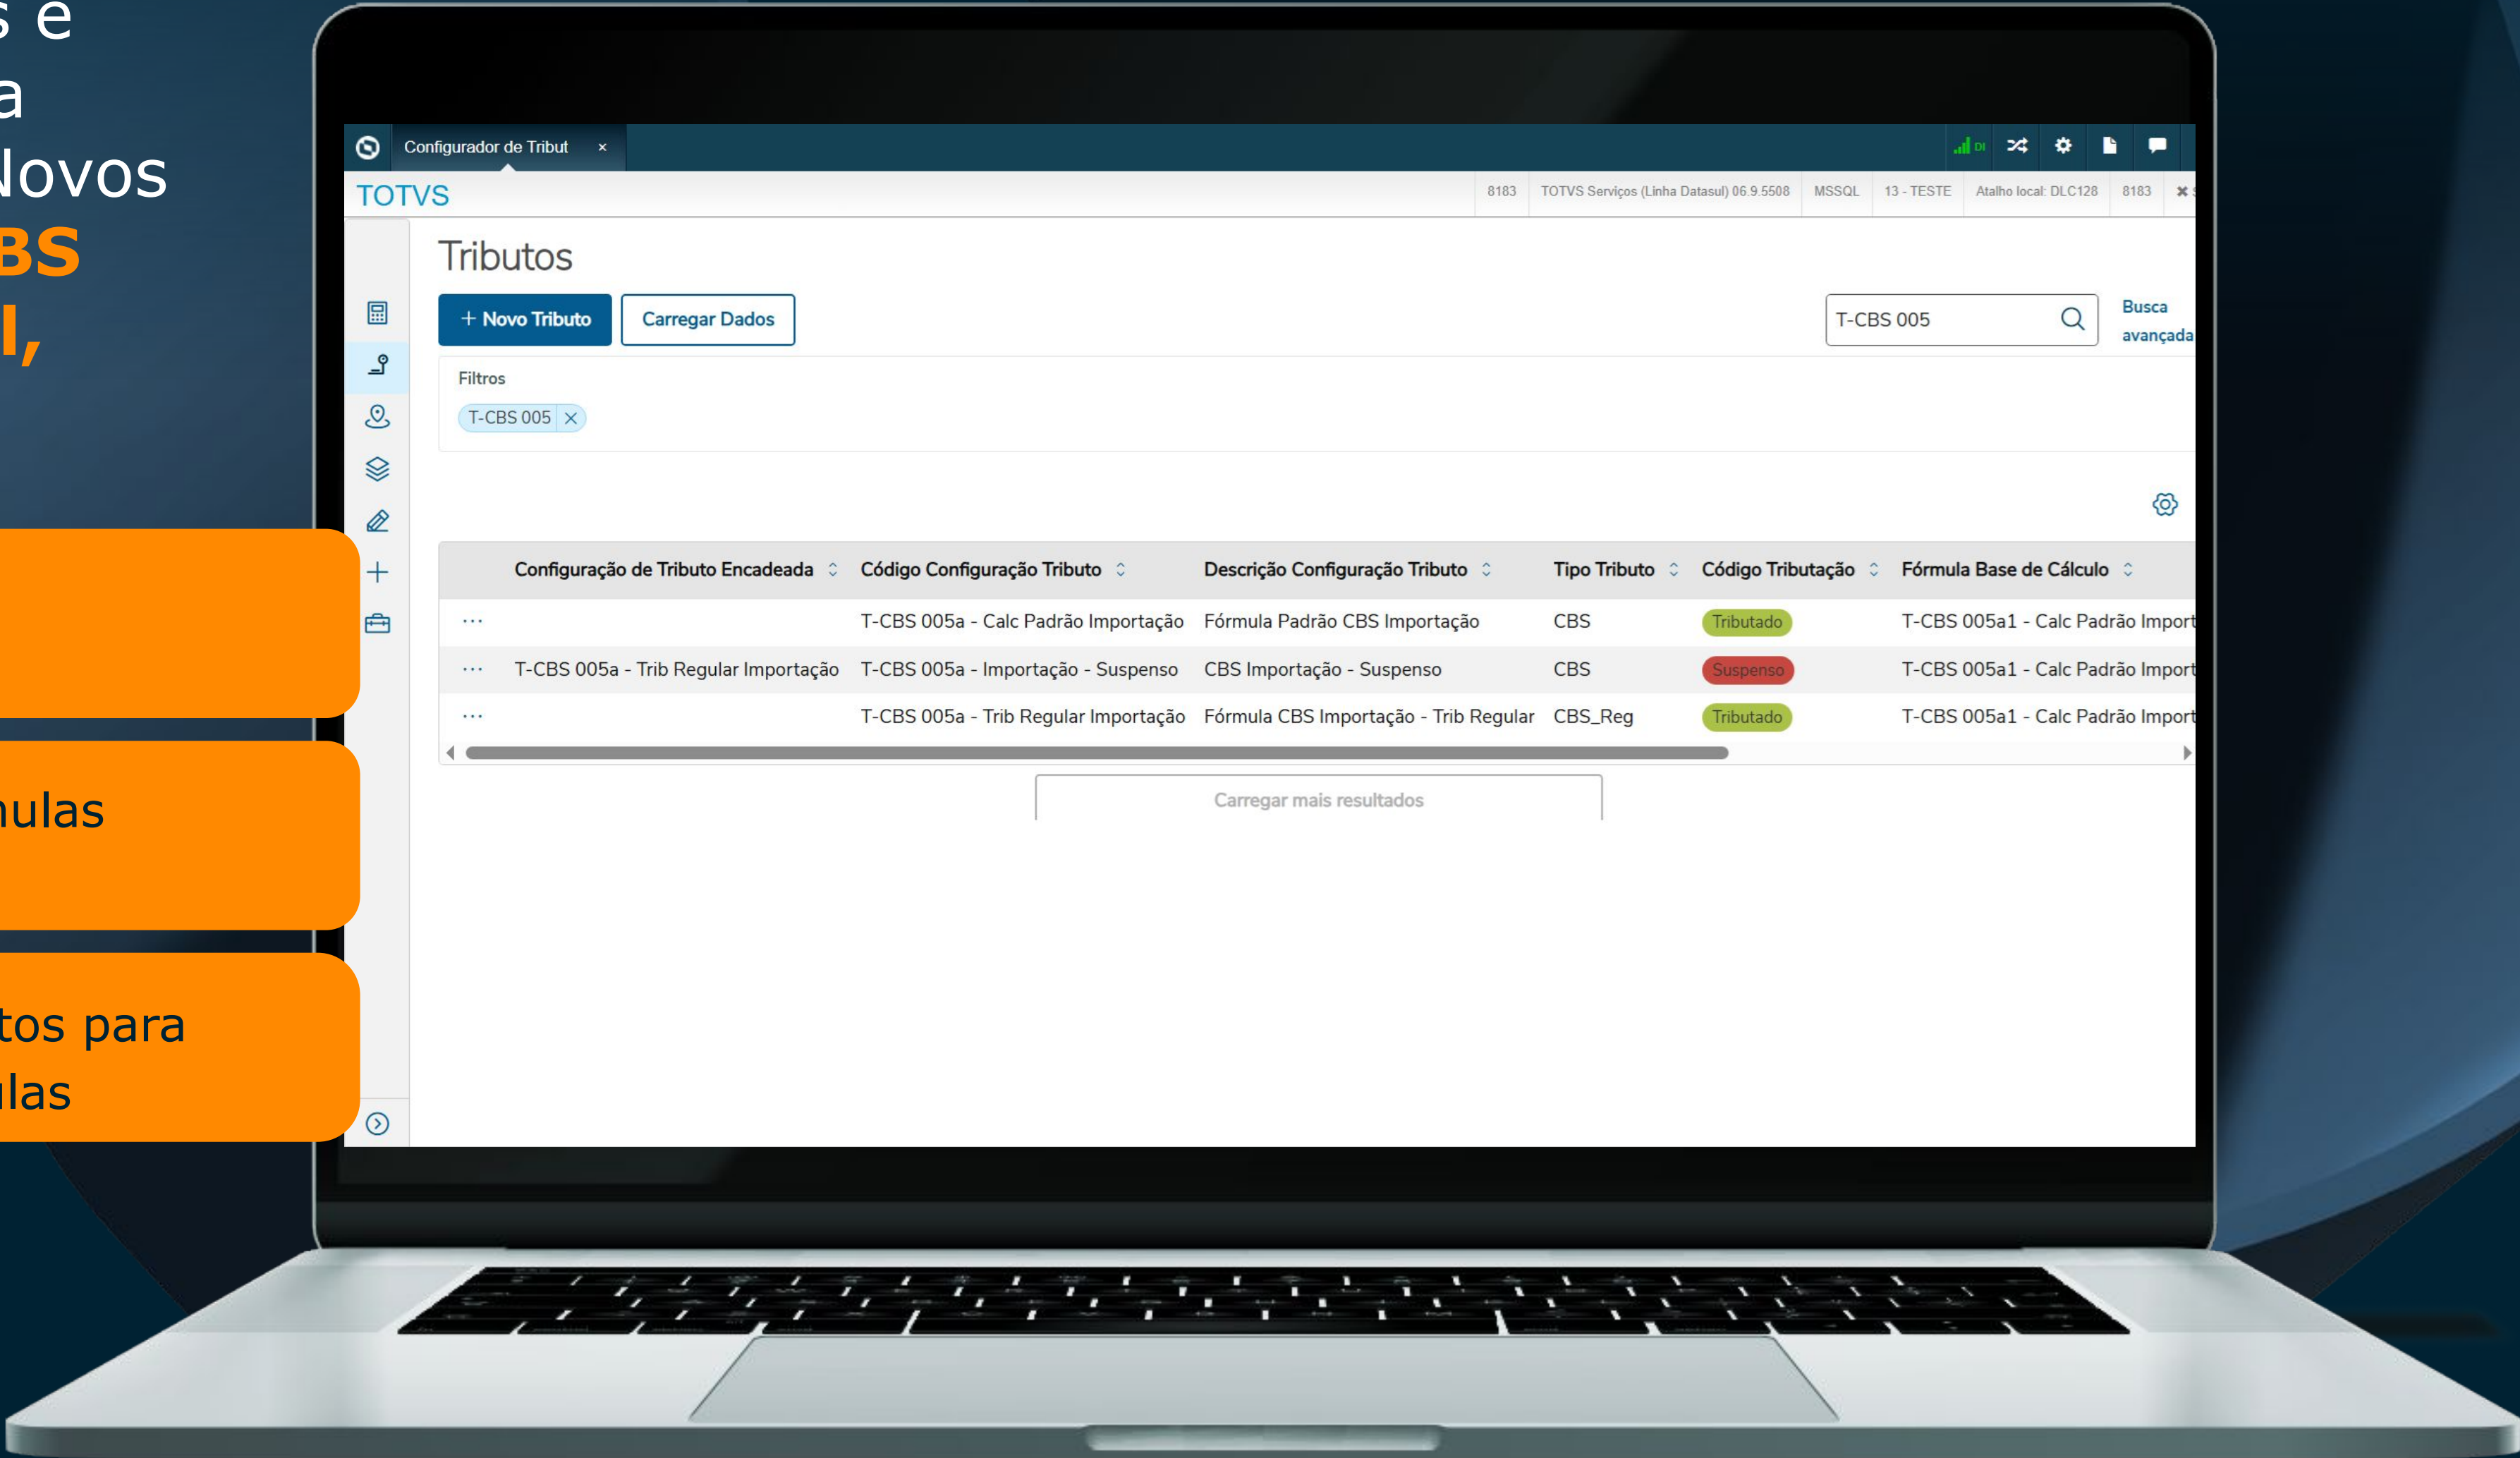 s e
a
Novos
BS
l,
nulas
tos para
ulas
Configurador de Tribut ×
DI
TOTVS
8183 TOTVS Serviços (Linha Datasul) 06.9.5508 MSSQL 13 - TESTE Atalho local: DLC128 8183
Tributos
+ Novo Tributo Carregar Dados T-CBS 005 Busca
avançada
Filtros
T-CBS 005 ×
Configuração de Tributo Encadeada Código Configuração Tributo Descrição Configuração Tributo Tipo Tributo Código Tributação Fórmula Base de Cálculo
... T-CBS 005a - Calc Padrão Importação Fórmula Padrão CBS Importação CBS Tributado T-CBS 005a1 - Calc Padrão Import
... T-CBS 005a - Trib Regular Importação T-CBS 005a - Importação - Suspenso CBS Importação - Suspenso CBS Suspenso T-CBS 005a1 - Calc Padrão Import
... T-CBS 005a - Trib Regular Importação Fórmula CBS Importação - Trib Regular CBS_Reg Tributado T-CBS 005a1 - Calc Padrão Import
Carregar mais resultados